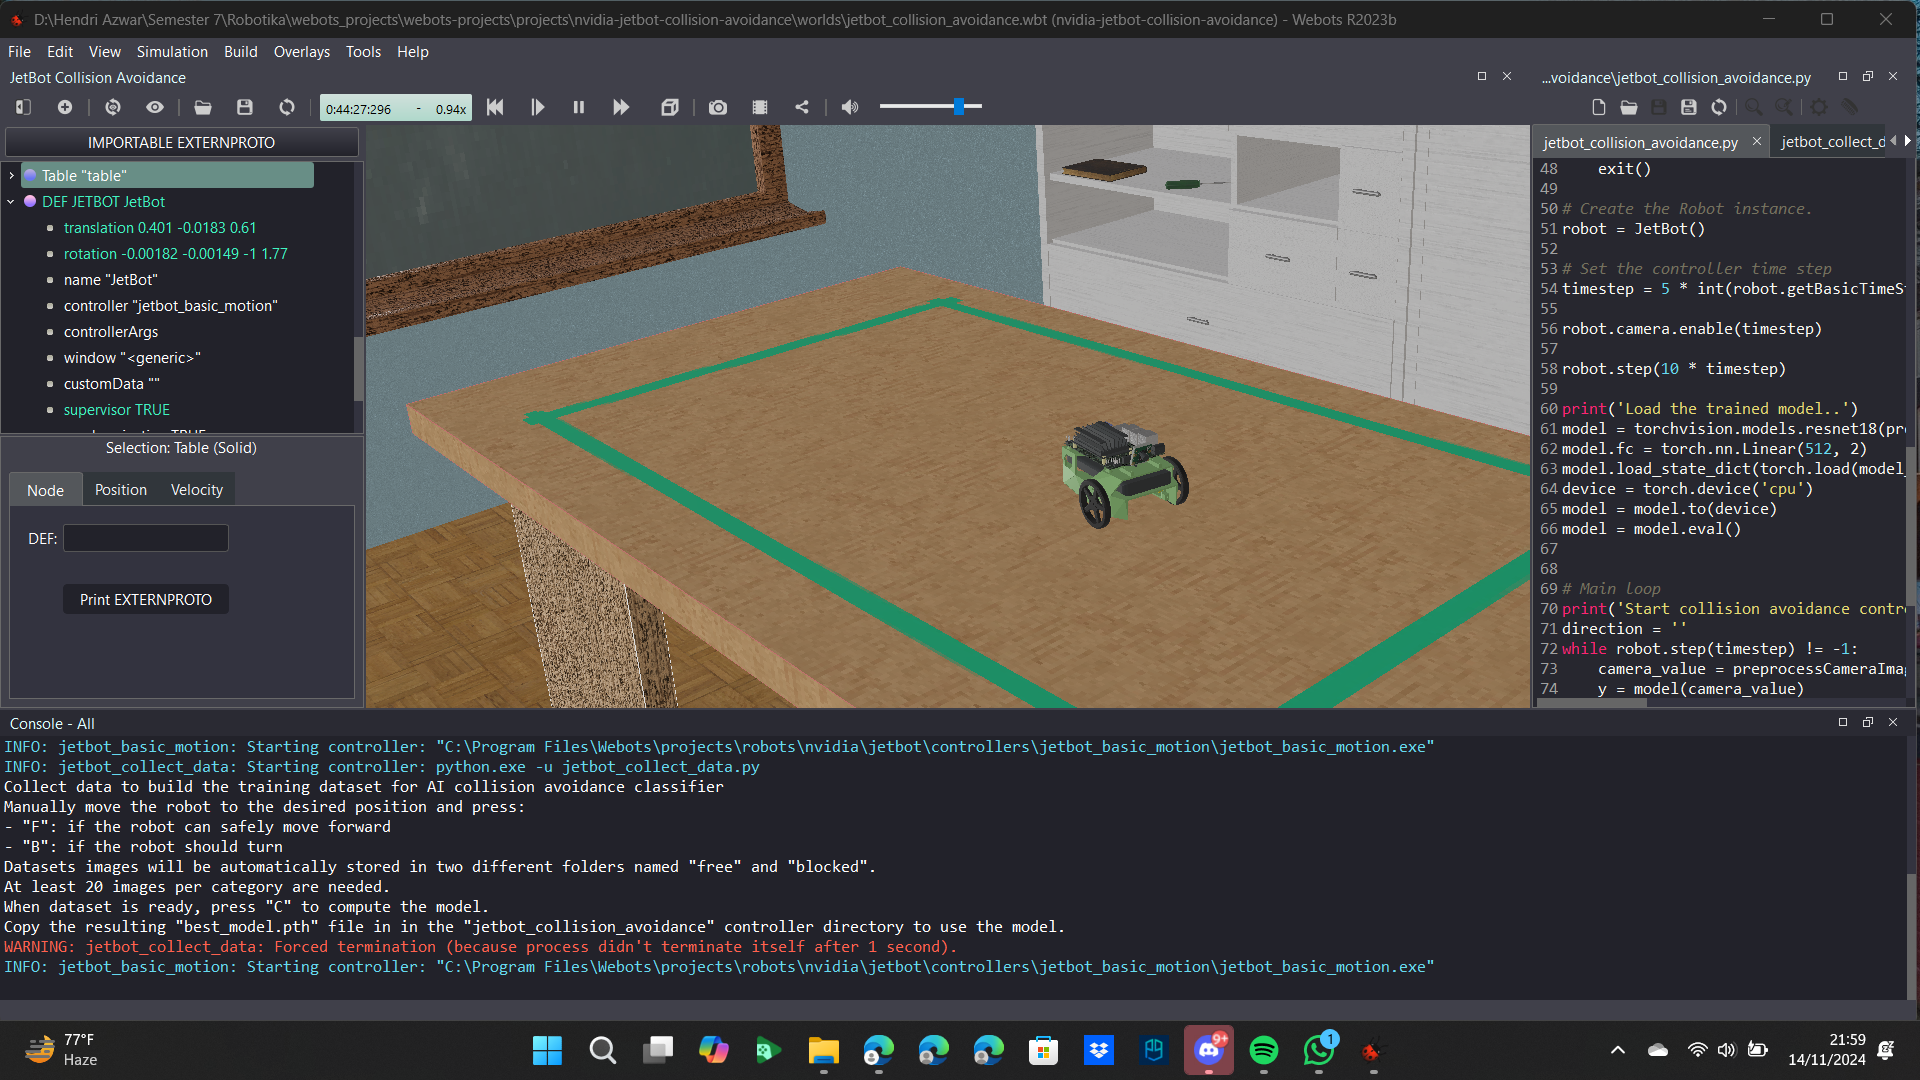 D:\Hendri Azwar\Semester 7\Robotika\webots_projects\webots-projects\projects\nvidia-jetbot-collision-avoidance\worlds\jetbot_collision_avoidance.wbt (nvidia-jetbot-collision-avoidance) - Webots R2023b
File Edit View Simulation Build Overlays Tools Help
JetBot Collision Avoidance
0:44:27:296 - 0.94x
IMPORTABLE EXTERNPROTO
Table "table"
DEF JETBOT JetBot
translation 0.401 -0.0183 0.61
rotation -0.00182 -0.00149 -1 1.77
name "JetBot"
controller "jetbot_basic_motion"
controllerArgs
window "<generic>"
customData ""
supervisor TRUE
Selection: Table (Solid)
Node Position Velocity
DEF:
Print EXTERNPROTO
...voidance\jetbot_collision_avoidance.py
jetbot_collision_avoidance.py jetbot_collect_d
48 exit()
49
50 # Create the Robot instance.
51 robot = JetBot()
52
53 # Set the controller time step
54 timestep = 5 * int(robot.getBasicTimeS
55
56 robot.camera.enable(timestep)
57
58 robot.step(10 * timestep)
59
60 print('Load the trained model..')
61 model = torchvision.models.resnet18(pr
62 model.fc = torch.nn.Linear(512, 2)
63 model.load_state_dict(torch.load(model_
64 device = torch.device('cpu')
65 model = model.to(device)
66 model = model.eval()
67
68
69 # Main loop
70 print('Start collision avoidance contr
71 direction = ''
72 while robot.step(timestep) != -1:
73 camera_value = preprocessCameraIma
74 y = model(camera_value)
Console - All
INFO: jetbot_basic_motion: Starting controller: "C:\Program Files\Webots\projects\robots\nvidia\jetbot\controllers\jetbot_basic_motion\jetbot_basic_motion.exe"
INFO: jetbot_collect_data: Starting controller: python.exe -u jetbot_collect_data.py
Collect data to build the training dataset for AI collision avoidance classifier
Manually move the robot to the desired position and press:
- "F": if the robot can safely move forward
- "B": if the robot should turn
Datasets images will be automatically stored in two different folders named "free" and "blocked".
At least 20 images per category are needed.
When dataset is ready, press "C" to compute the model.
Copy the resulting "best_model.pth" file in in the "jetbot_collision_avoidance" controller directory to use the model.
WARNING: jetbot_collect_data: Forced termination (because process didn't terminate itself after 1 second).
INFO: jetbot_basic_motion: Starting controller: "C:\Program Files\Webots\projects\robots\nvidia\jetbot\controllers\jetbot_basic_motion\jetbot_basic_motion.exe"
77°F
Haze
9+
1
21:59
14/11/2024